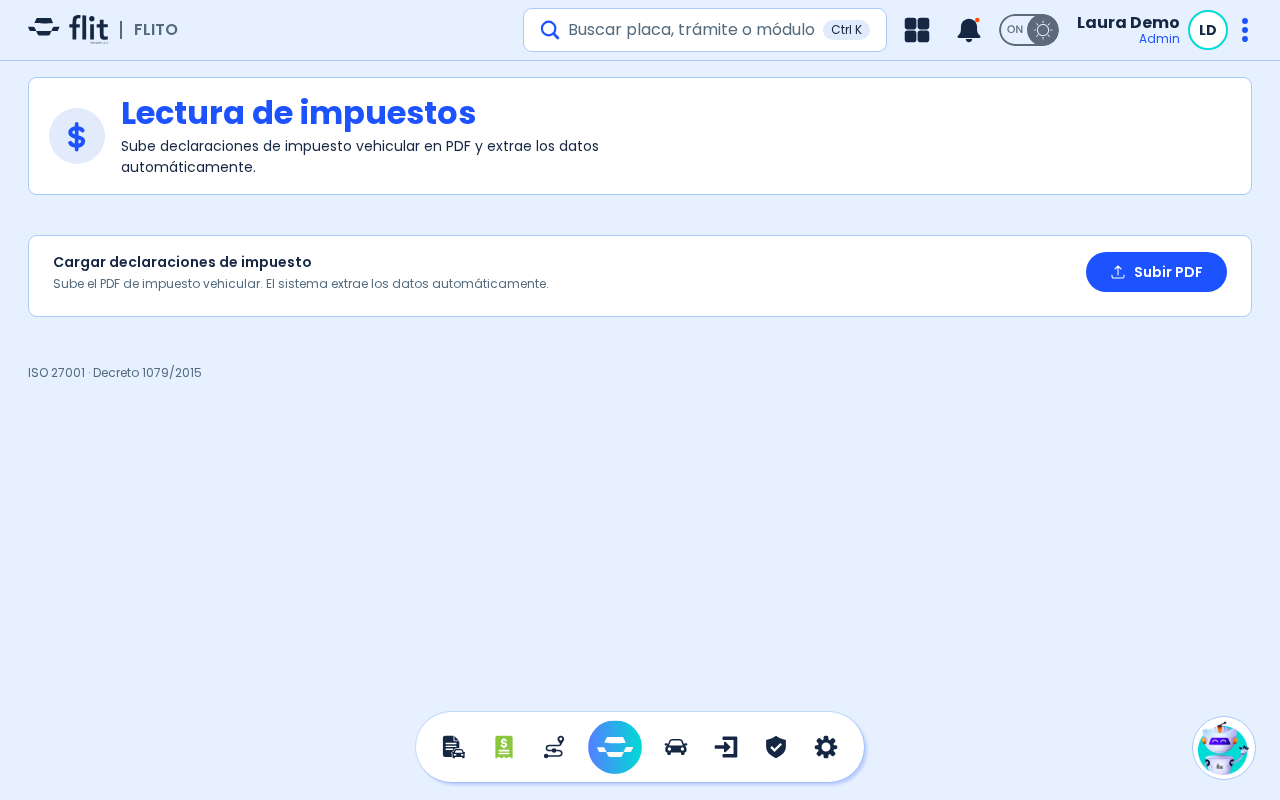 flit
FLITO
Buscar placa, trámite o módulo
Ctrl K
ON
Laura Demo
Admin
LD
$
Lectura de impuestos
Sube declaraciones de impuesto vehicular en PDF y extrae los datos
automáticamente.
Cargar declaraciones de impuesto
Sube el PDF de impuesto vehicular. El sistema extrae los datos automáticamente.
Subir PDF
ISO 27001 · Decreto 1079/2015